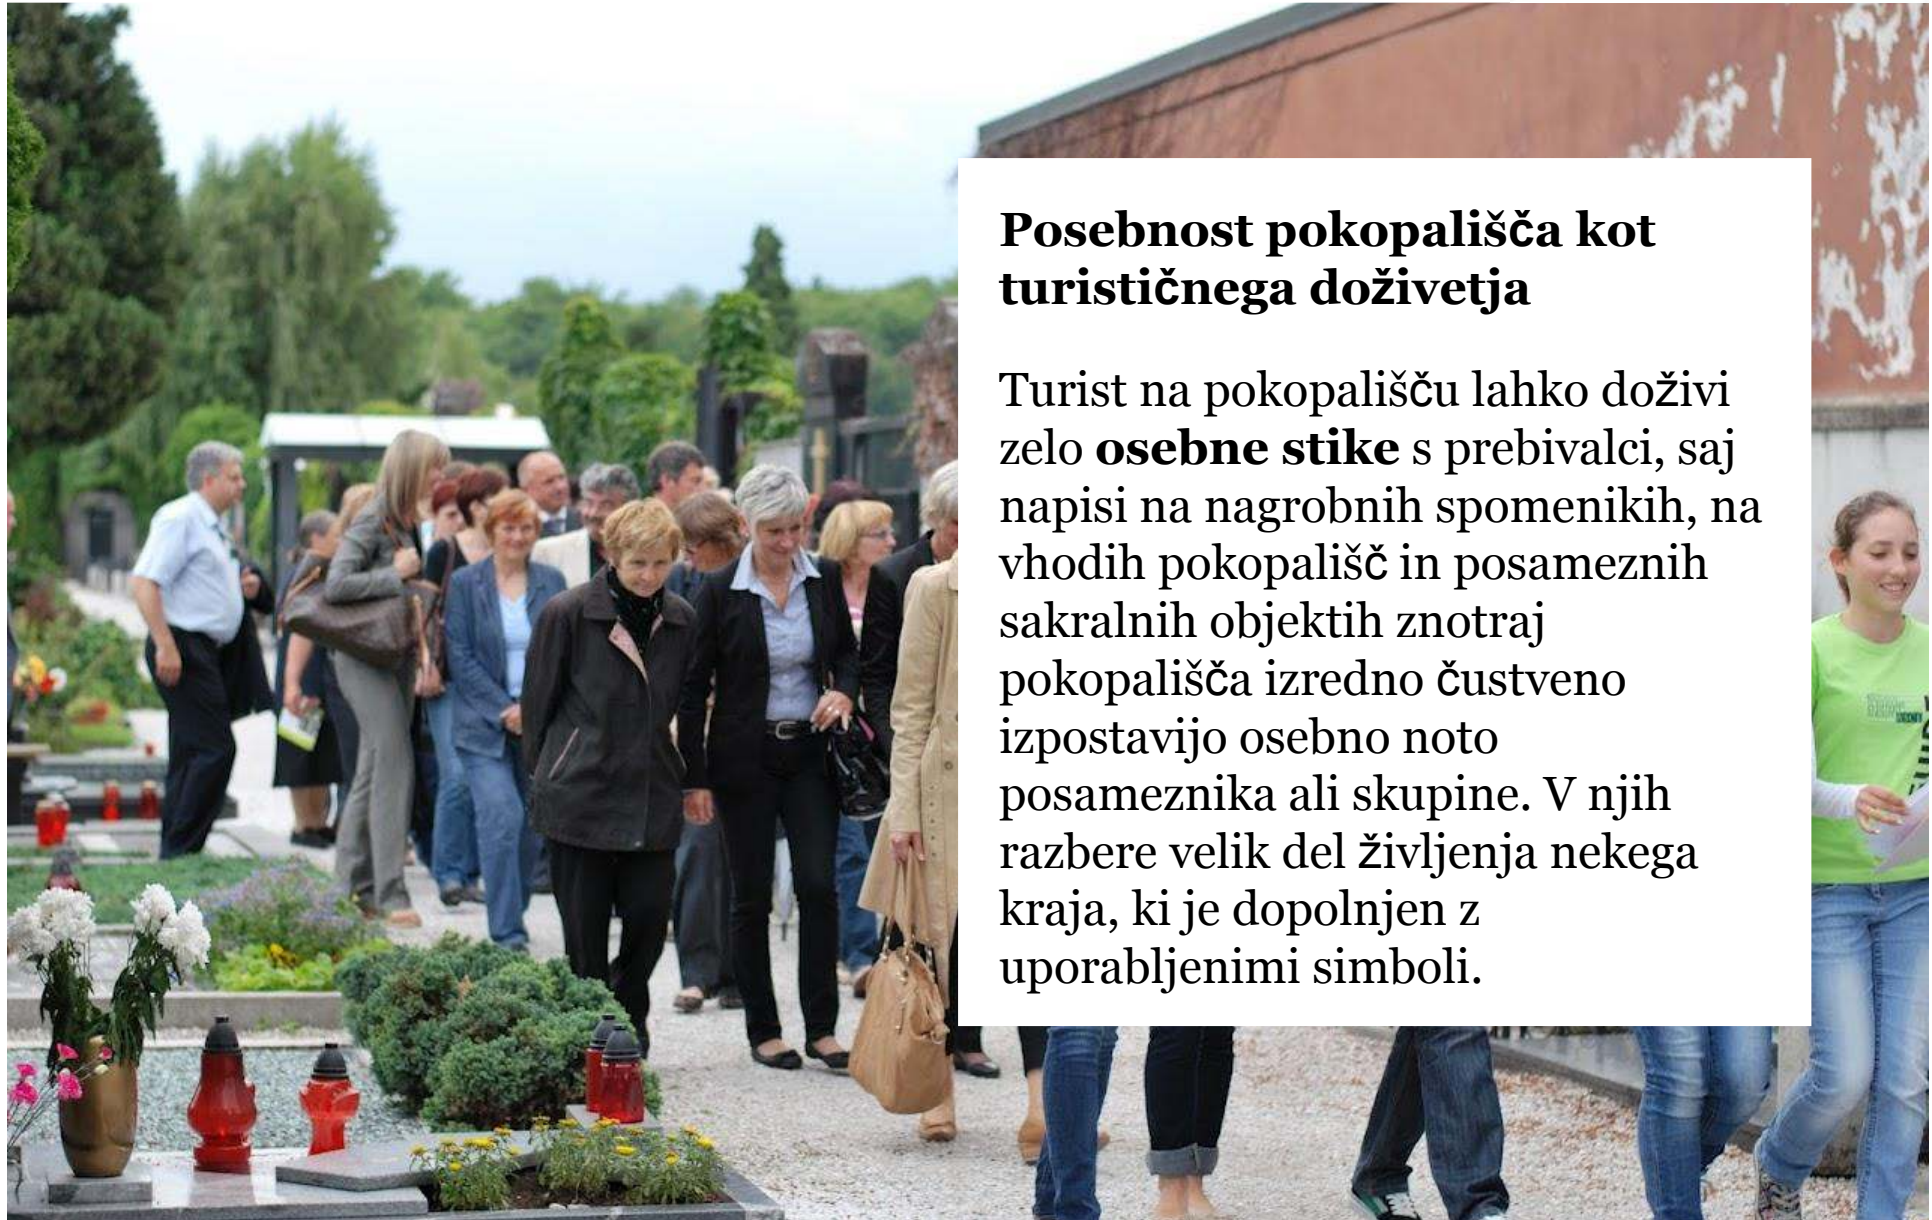 Posebnost pokopališča kot
turističnega doživetja
Turist na pokopališču lahko doživi
zelo osebne stike s prebivalci, saj
napisi na nagrobnih spomenikih, na
vhodih pokopališč in posameznih
sakralnih objektih znotraj
pokopališča izredno čustveno
izpostavijo osebno noto
posameznika ali skupine. V njih
razbere velik del življenja nekega
kraja, ki je dopolnjen z
uporabljenimi simboli.